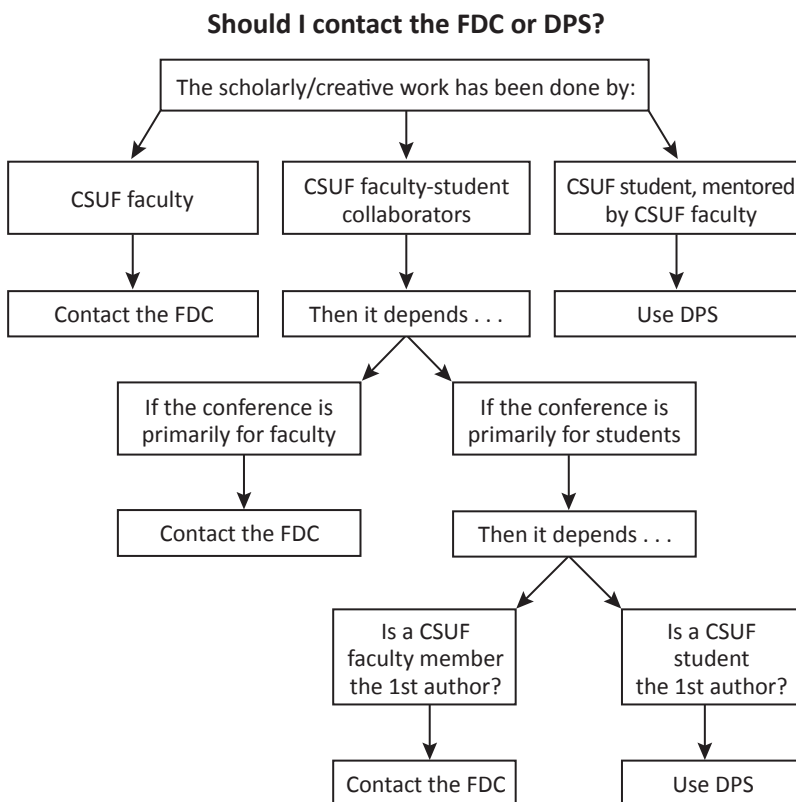 Should I contact the FDC or DPS?
The scholarly/creative work has been done by:
CSUF faculty
CSUF faculty-student
collaborators
CSUF student, mentored
by CSUF faculty
Contact the FDC
Then it depends . . .
Use DPS
If the conference is
primarily for faculty
If the conference is
primarily for students
Contact the FDC
Then it depends . . .
Is a CSUF
faculty member
the 1st author?
Is a CSUF
student
the 1st author?
Contact the FDC
Use DPS